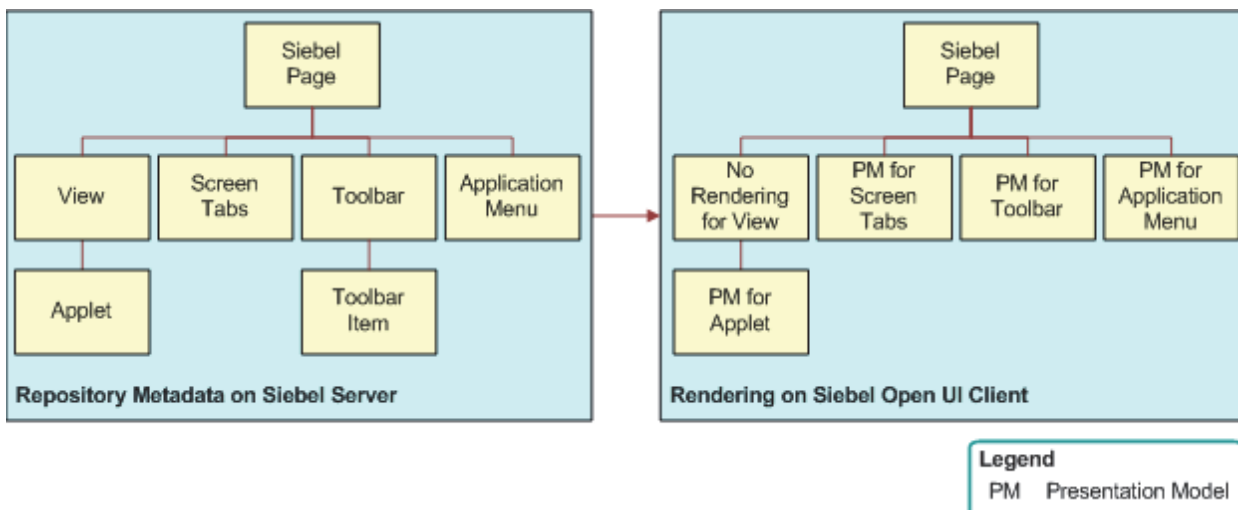 Siebel
Page
View
Screen
Tabs
Toolbar
Application
Menu
Applet
Toolbar
Item
Repository Metadata on Siebel Server
Siebel
Page
No
Rendering
for View
PM for
Screen
Tabs
PM for
Toolbar
PM for
Application
Menu
PM for
Applet
Rendering on Siebel Open UI Client
Legend
PM Presentation Model